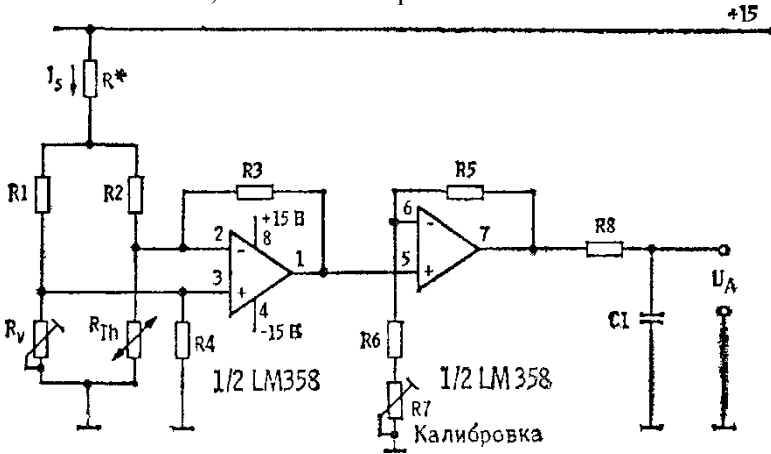 +15
I_S
R*
R1
R2
R3
R5
+15 В
8
2
-
3
+
1
4
-15 В
6
-
5
+
7
R8
R_V
R_Th
R4
1/2 LM358
R6
1/2 LM358
R7
Калибровка
C1
U_A